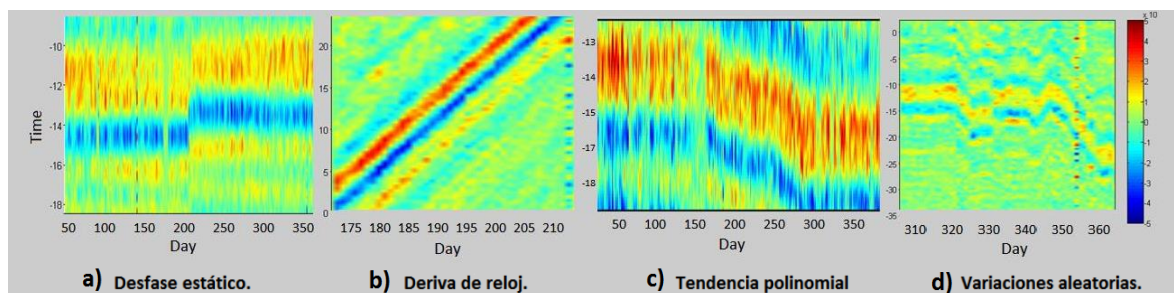 -10
-12
-14
-16
-18
Time
50 100 150 200 250 300 350
Day
a) Desfase estático.
20
15
10
5
0
175 180 185 190 195 200 205 210
Day
b) Deriva de reloj.
-13
-14
-15
-17
-18
50 100 150 200 250 300 350
Day
c) Tendencia polinomial
0
-5
-10
-15
-20
-25
-30
-35
310 320 330 340 350 360
Day
d) Variaciones aleatorias.
5
4
3
2
1
0
-1
-2
-3
-4
-5